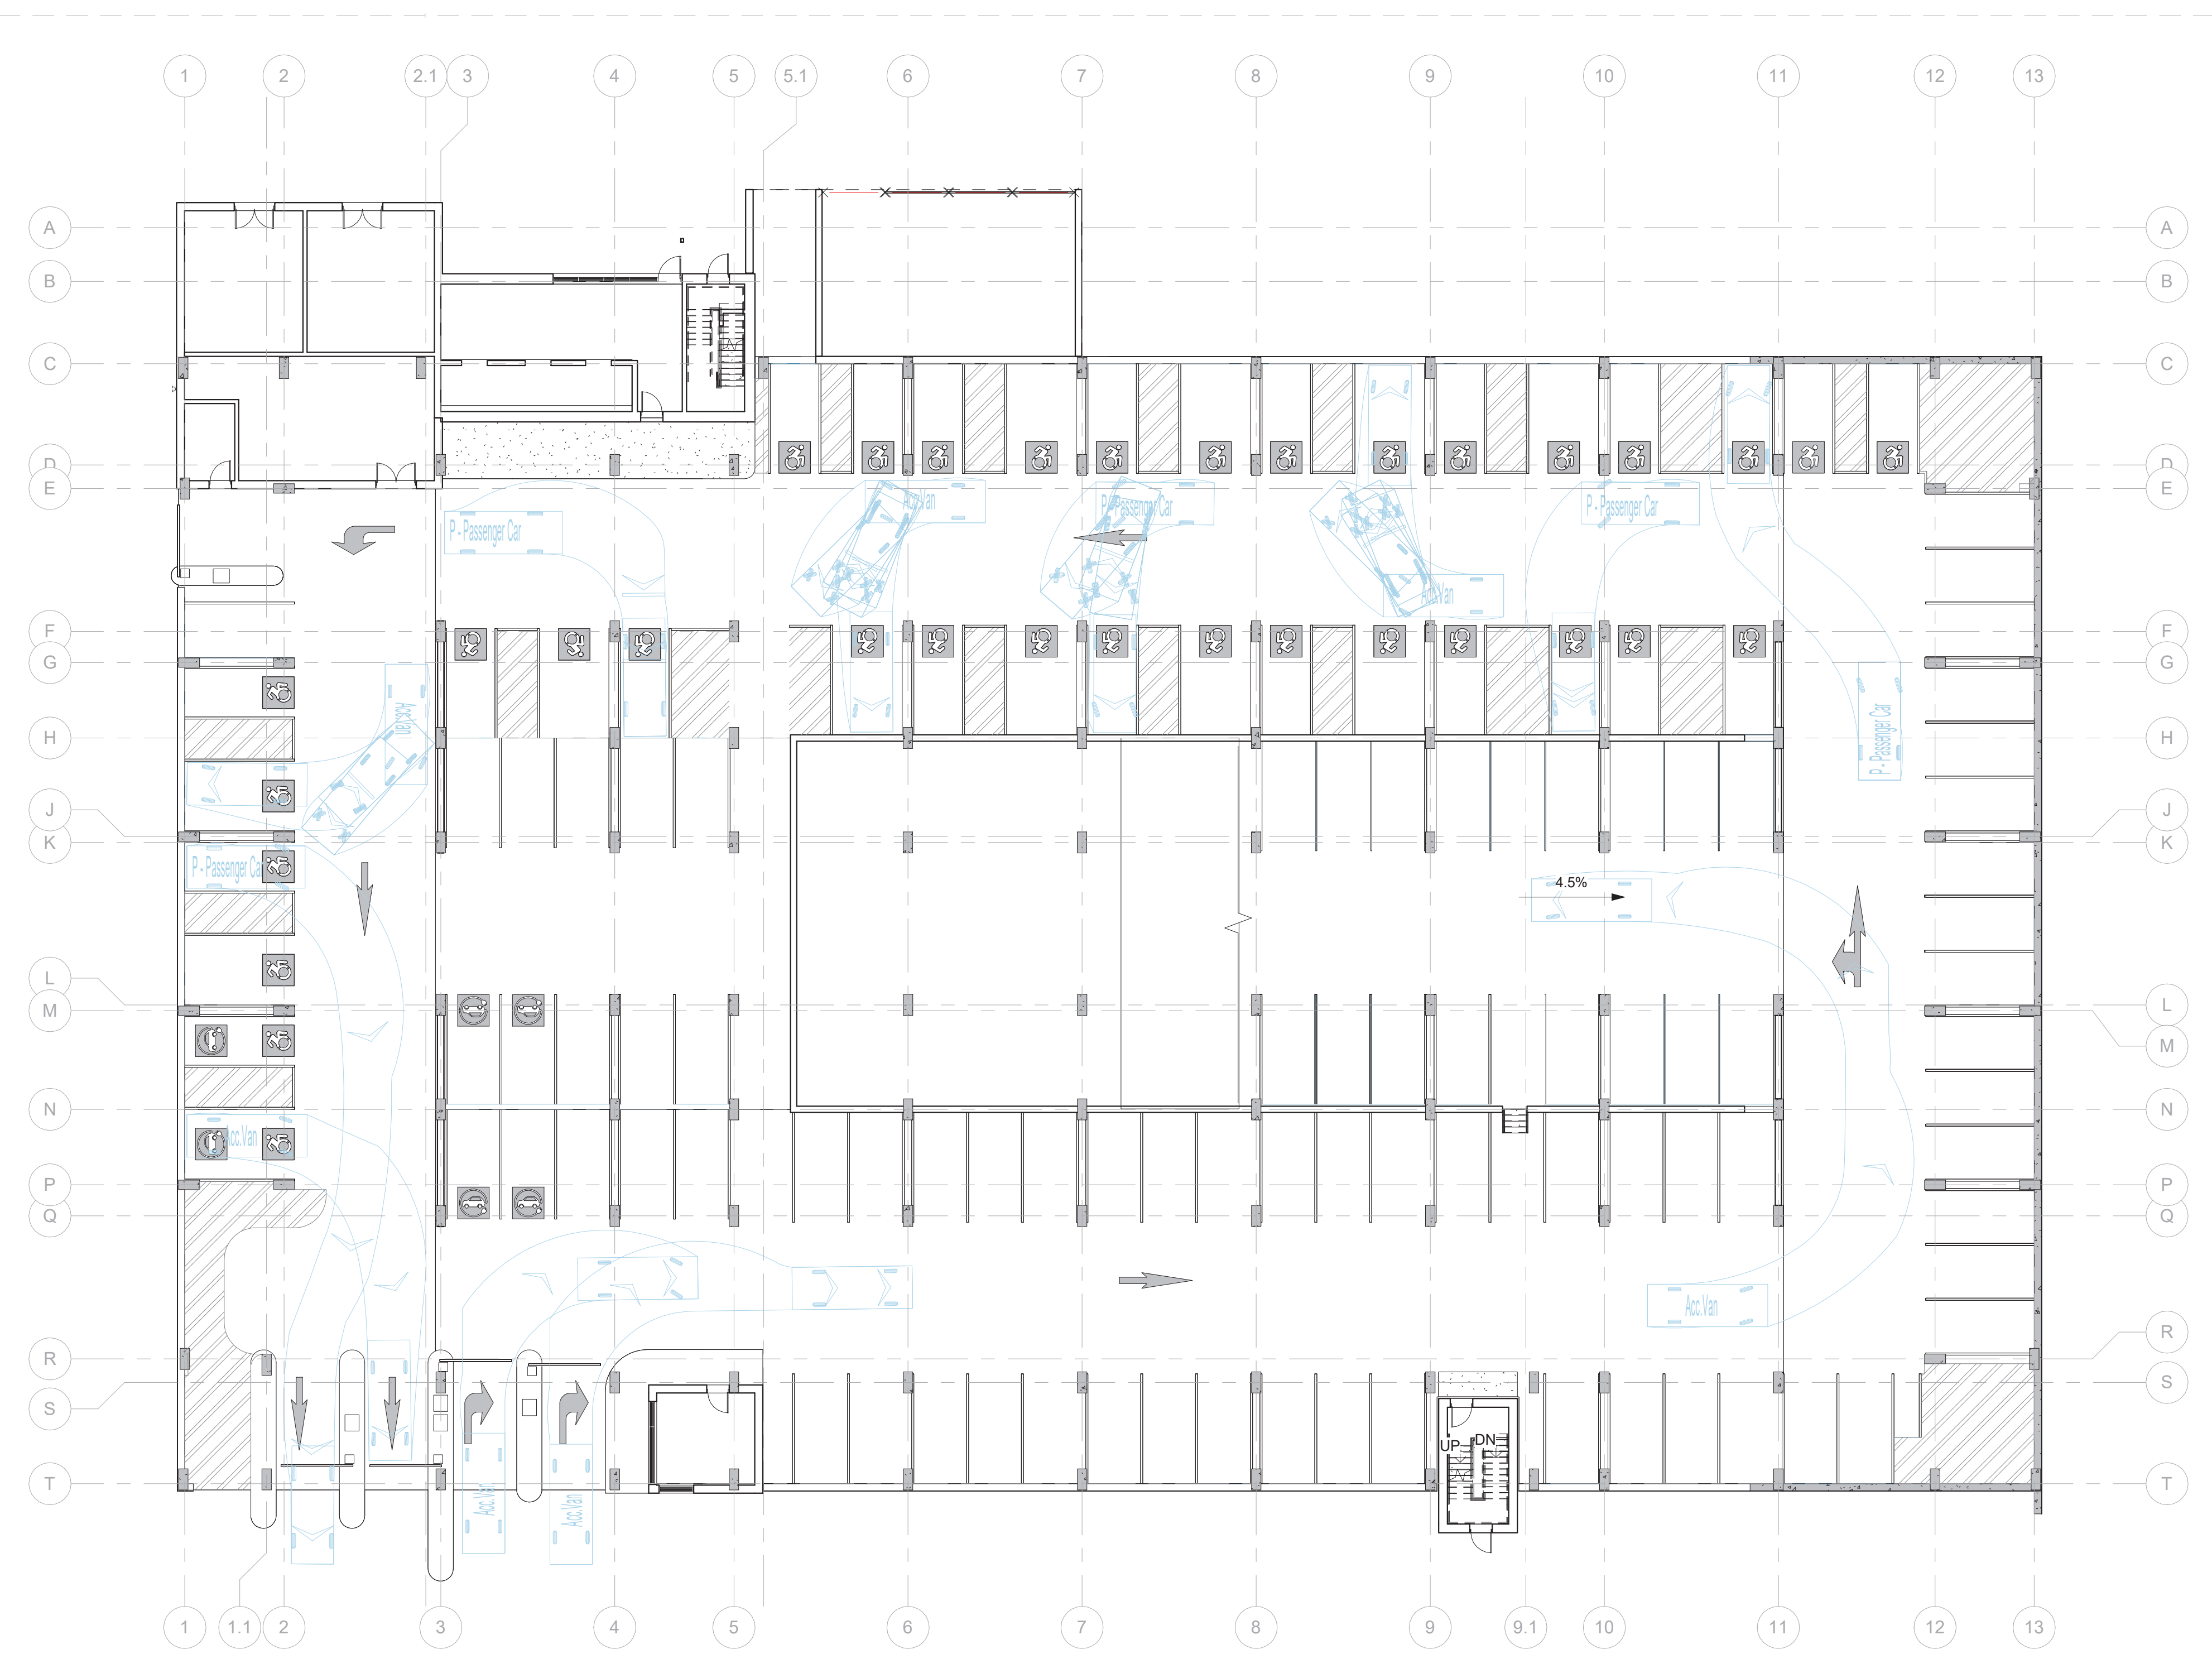 1 2 2.1 3 4 5 5.1 6 7 8 9 10 11 12 13
A A
B B
C C
D D
E E
Acc.Van
P - Passenger Car
P - Passenger Car
P - Passenger Car
Acc.Van
F F
G G
Acc.Van
P - Passenger Car
H H
J J
K K
P - Passenger Car
4.5%
L L
M M
N N
Acc.Van
P P
Q Q
Acc.Van
R R
S S
UP DN
Acc.Van
Acc.Van
T T
1 1.1 2 3 4 5 6 7 8 9 9.1 10 11 12 13